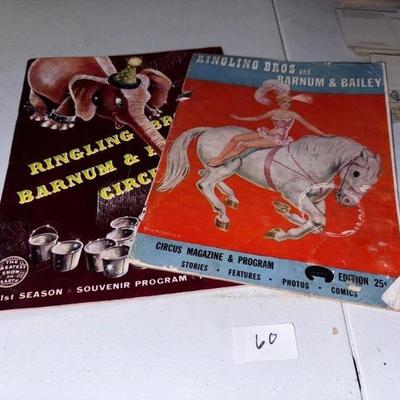 RINGLING BR
BARNUM & 
CIRC
THE
GREATEST
SHOW
ON
EARTH
1st SEASON • SOUVENIR PROGRAM •
RINGLING BROS and
BARNUM & BAILEY
CIRCUS MAGAZINE & PROGRAM
STORIES • FEATURES • PHOTOS • COMICS
EDITION 25¢
60